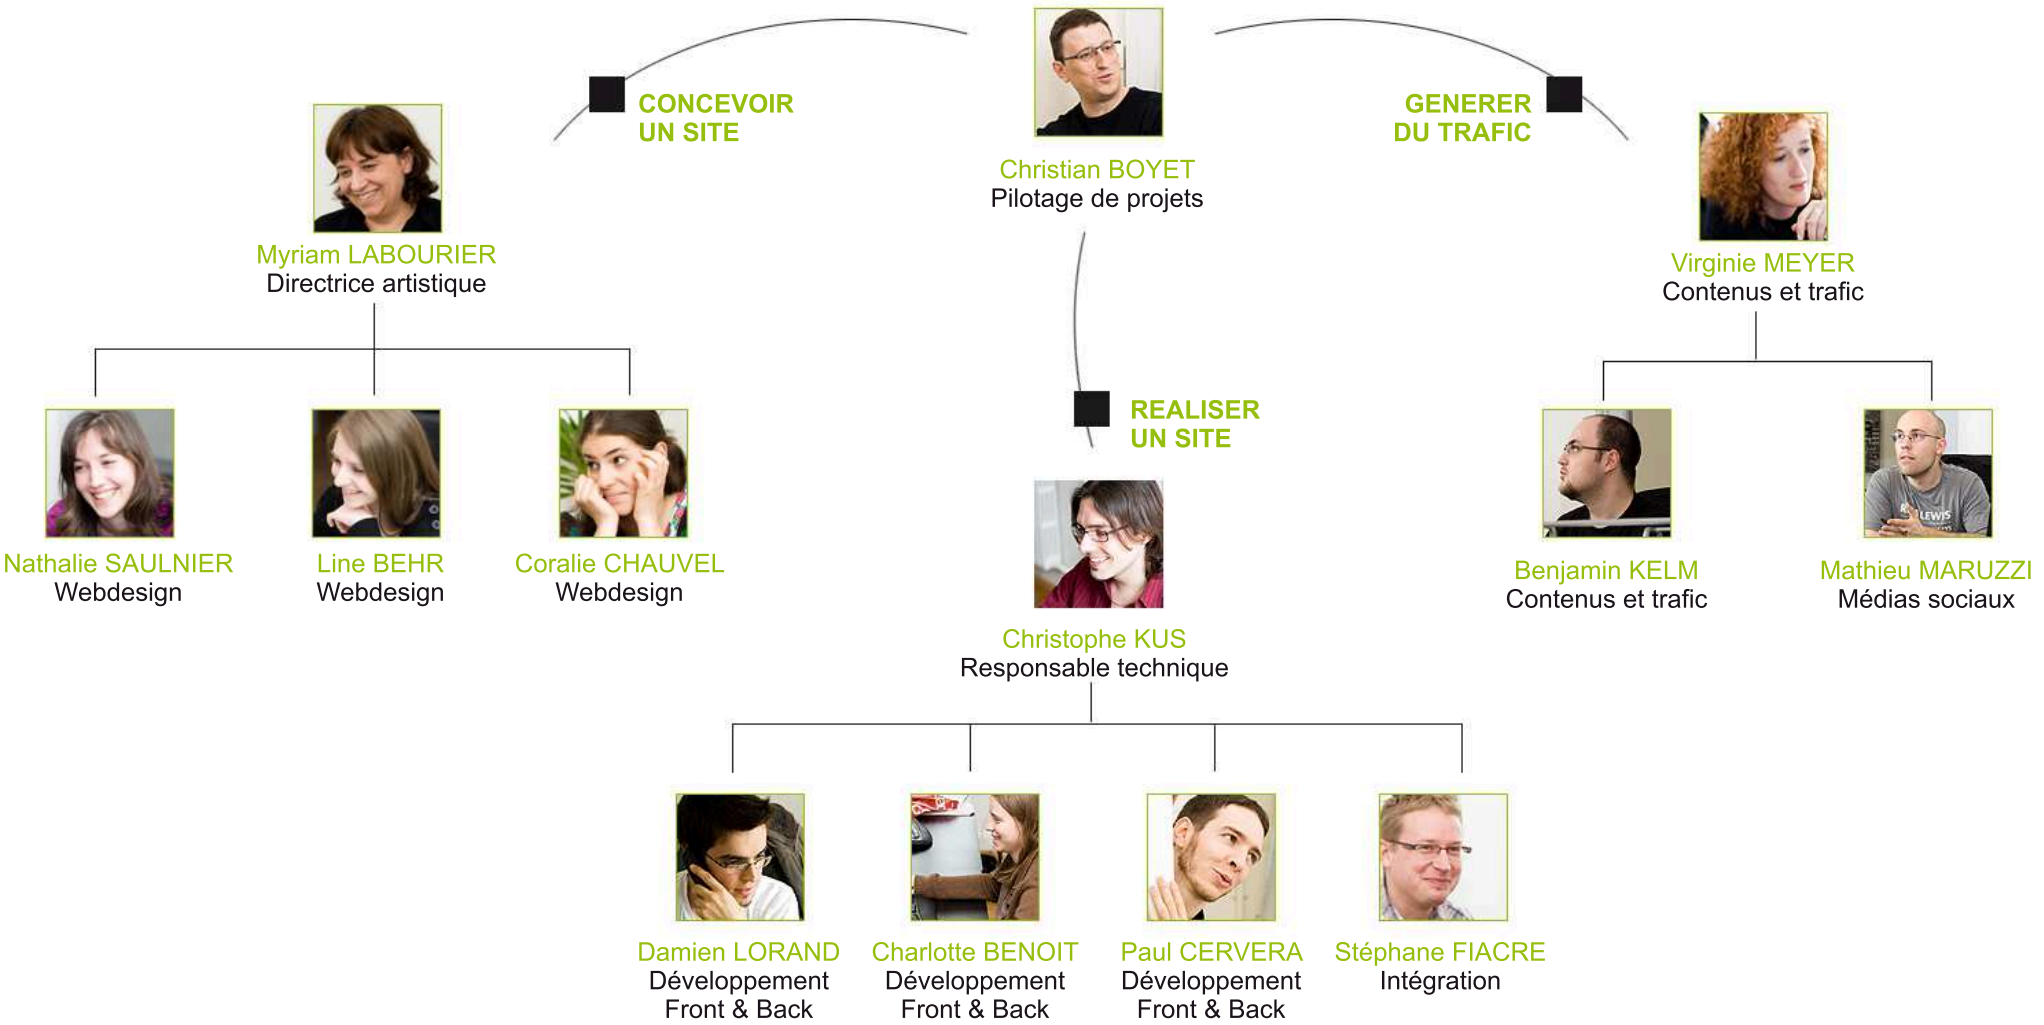 CONCEVOIR
UN SITE
GENERER
DU TRAFIC
Christian BOYET
Pilotage de projets
Myriam LABOURIER
Directrice artistique
Virginie MEYER
Contenus et trafic
REALISER
UN SITE
Nathalie SAULNIER
Webdesign
Line BEHR
Webdesign
Coralie CHAUVEL
Webdesign
Benjamin KELM
Contenus et trafic
Mathieu MARUZZI
Médias sociaux
LEWIS
Christophe KUS
Responsable technique
Damien LORAND
Développement
Front & Back
Charlotte BENOIT
Développement
Front & Back
Paul CERVERA
Développement
Front & Back
Stéphane FIACRE
Intégration